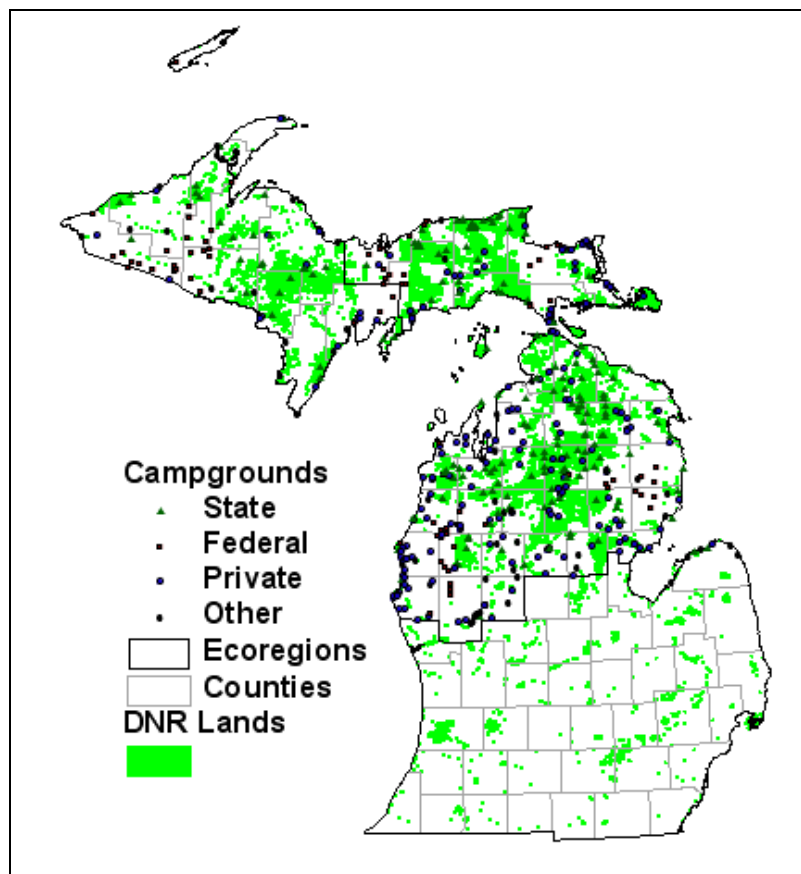 Campgrounds
State
Federal
Private
Other
Ecoregions
Counties
DNR Lands